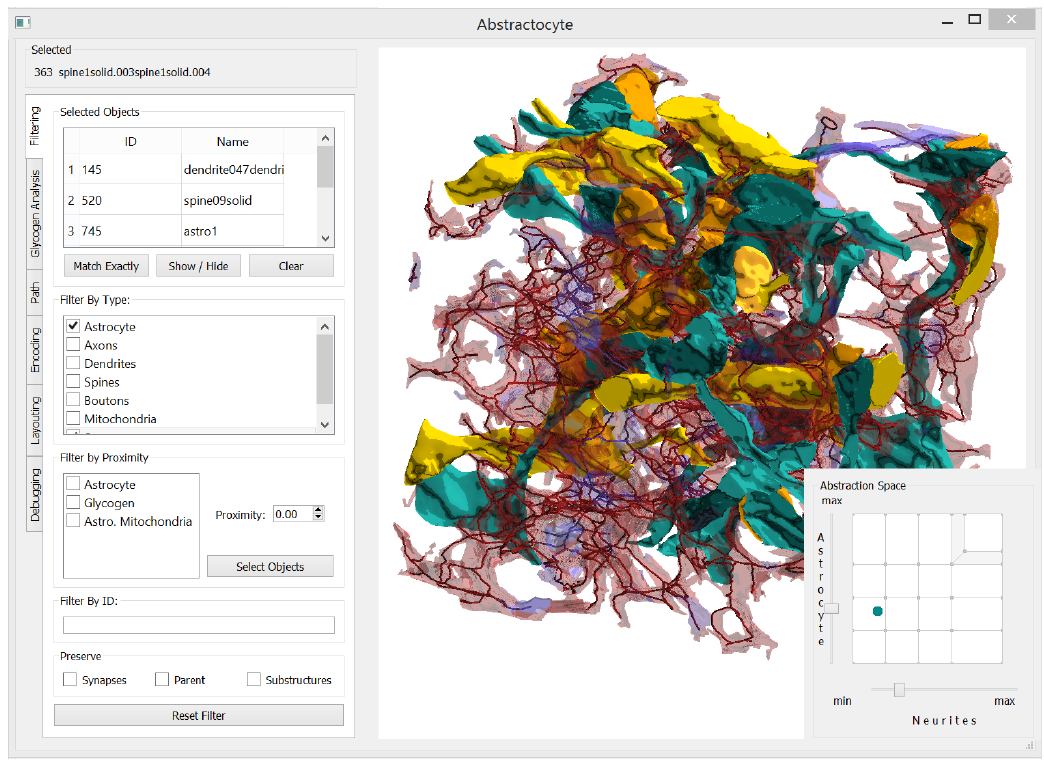 Abstractocyte
Selected
363 spine1solid.003spine1solid.004
Filtering
Glycogen Analysis
Path
Encoding
Layouting
Debugging
Selected Objects
ID Name
1 145 dendrite047dendri
2 520 spine09solid
3 745 astro1
Match Exactly Show / Hide Clear
Filter By Type:
Astrocyte
Axons
Dendrites
Spines
Boutons
Mitochondria
Filter by Proximity
Astrocyte
Glycogen
Astro. Mitochondria
Proximity: 0.00
Select Objects
Filter By ID:
Preserve
Synapses Parent Substructures
Reset Filter
Abstraction Space
max
Astrocyte
min max
Neurites